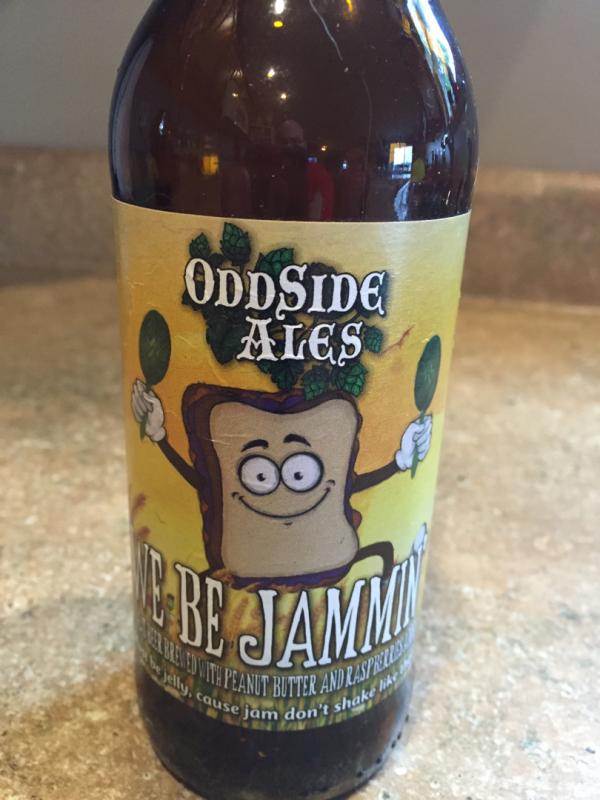 ODDSIDE
ALES
WE BE JAMMIN
BEER BREWED WITH PEANUT BUTTER AND RASPBERRIES
be jelly, cause jam don't shake like